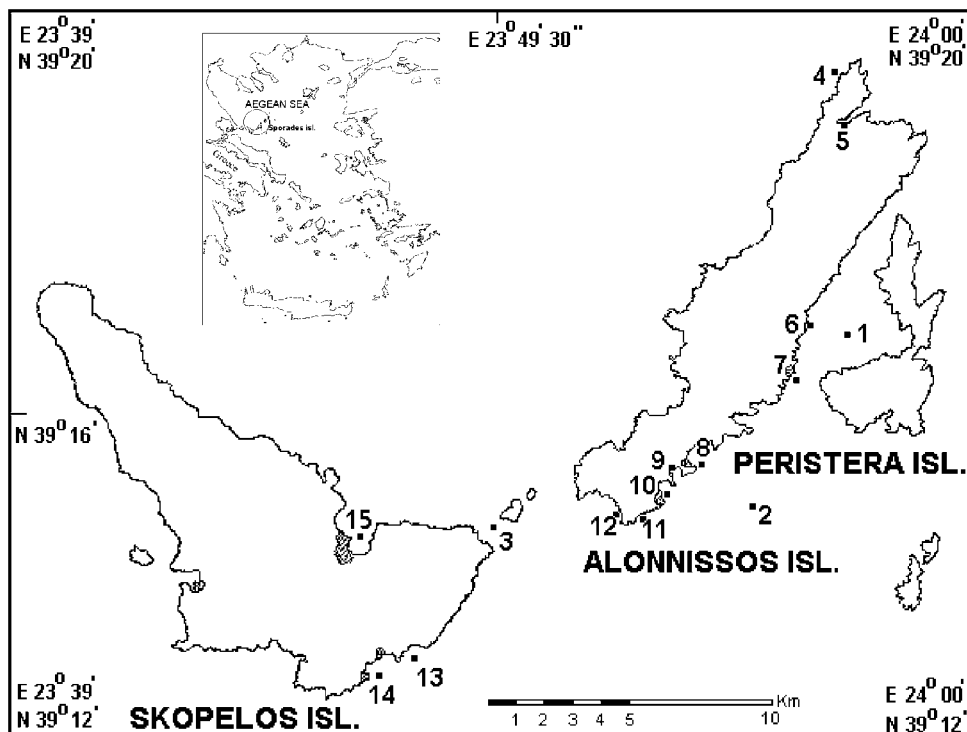 E 23° 39'
N 39° 20'
E 23° 49' 30"
E 24° 00'
N 39° 20'
AEGEAN SEA
Sporades isl.
4
5
6
1
7
N 39° 16'
8
9
PERISTERA ISL.
10
2
12
11
15
3
ALONNISSOS ISL.
13
14
E 23° 39'
N 39° 12'
SKOPELOS ISL.
Km
1 2 3 4 5 10
E 24° 00'
N 39° 12'